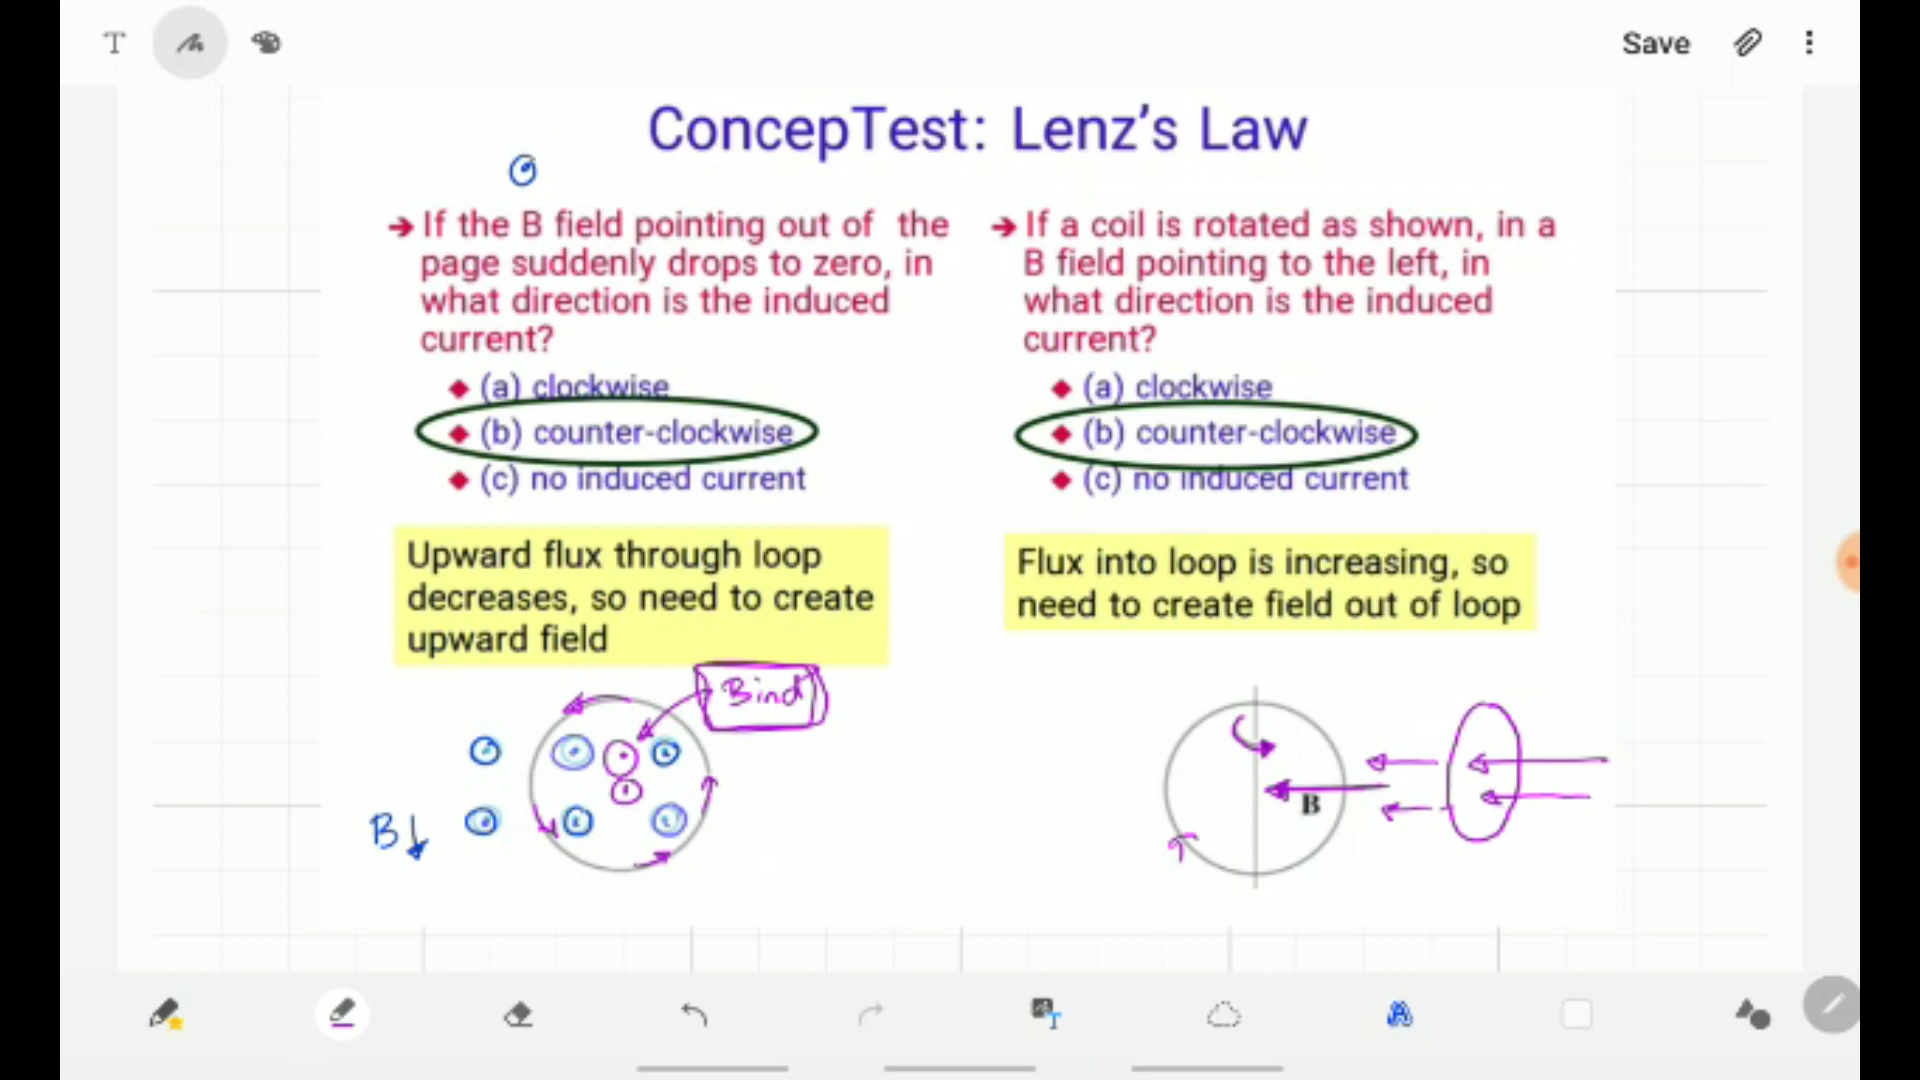 T
Save
ConcepTest: Lenz's Law
➔ If the B field pointing out of the
page suddenly drops to zero, in
what direction is the induced
current?
◆ (a) clockwise
◆ (b) counter-clockwise
◆ (c) no induced current
Upward flux through loop
decreases, so need to create
upward field
Bind
B↓
➔ If a coil is rotated as shown, in a
B field pointing to the left, in
what direction is the induced
current?
◆ (a) clockwise
◆ (b) counter-clockwise
◆ (c) no induced current
Flux into loop is increasing, so
need to create field out of loop
B
T
A